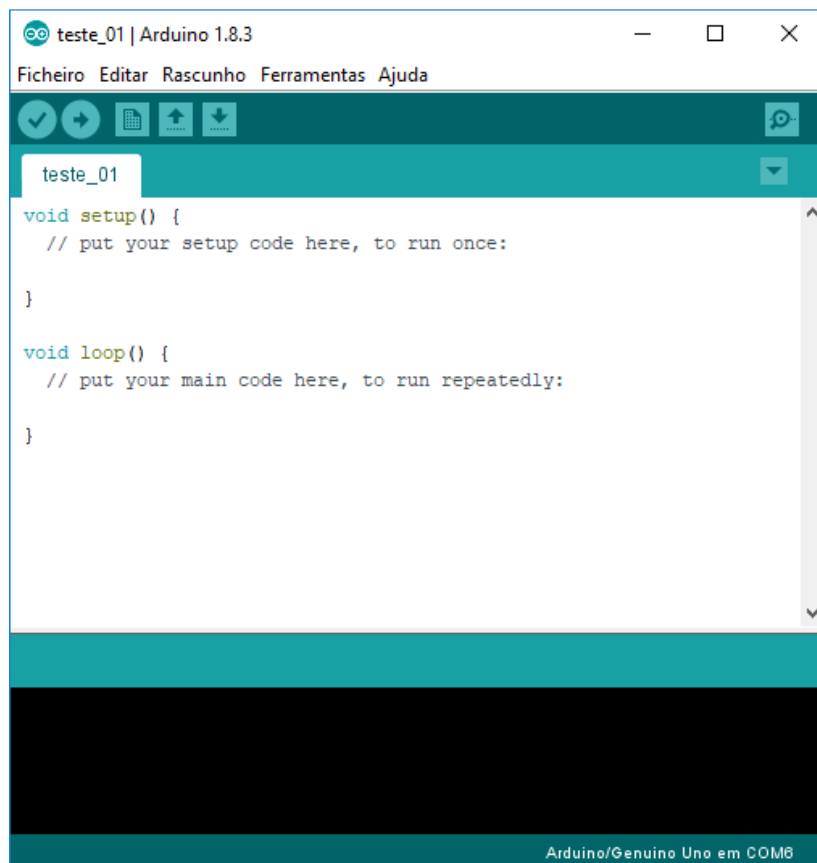 teste_01 | Arduino 1.8.3
Ficheiro Editar Rascunho Ferramentas Ajuda
teste_01
void setup() {
  // put your setup code here, to run once:
}
void loop() {
  // put your main code here, to run repeatedly:
}
Arduino/Genuino Uno em COM6